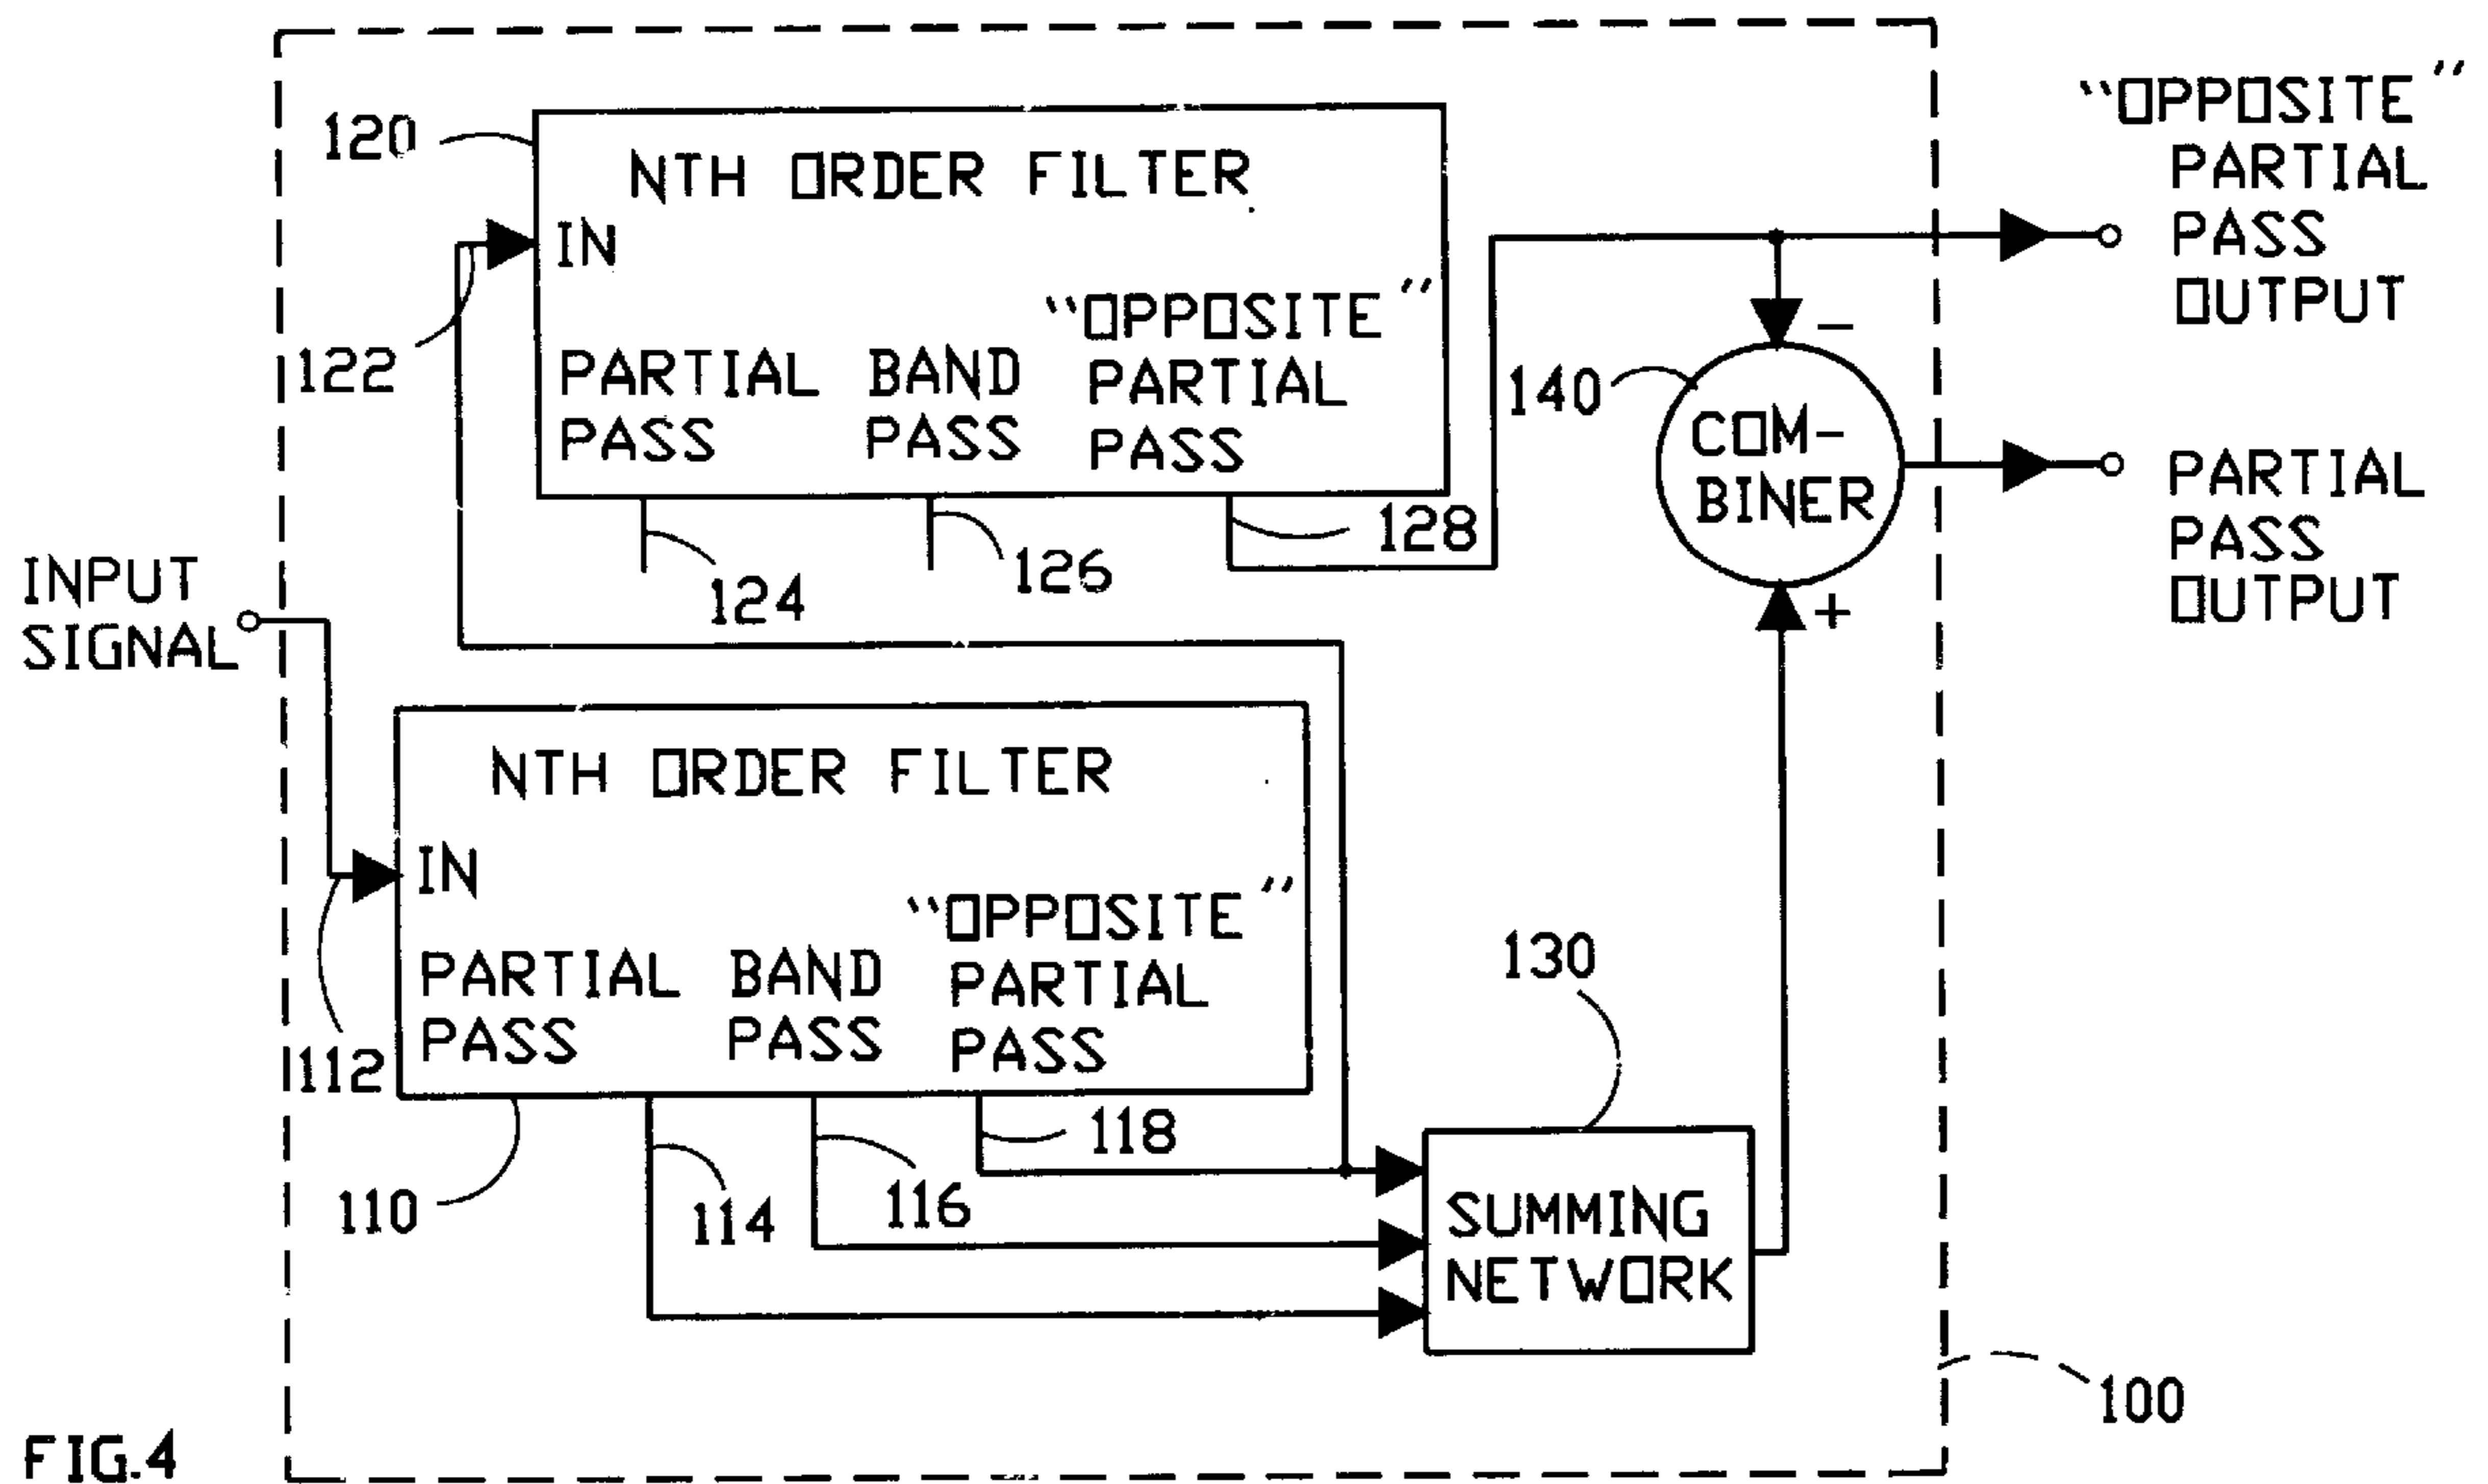 120
NTH ORDER FILTER
IN
122
"OPPOSITE"
PARTIAL BAND PARTIAL
PASS PASS PASS
124
126
128
"OPPOSITE"
PARTIAL
PASS
OUTPUT
−
140
COM-
BINER
+
PARTIAL
PASS
OUTPUT
INPUT
SIGNAL
NTH ORDER FILTER
IN
"OPPOSITE"
PARTIAL BAND PARTIAL
PASS PASS PASS
112
110
114
116
118
130
SUMMING
NETWORK
100
FIG.4